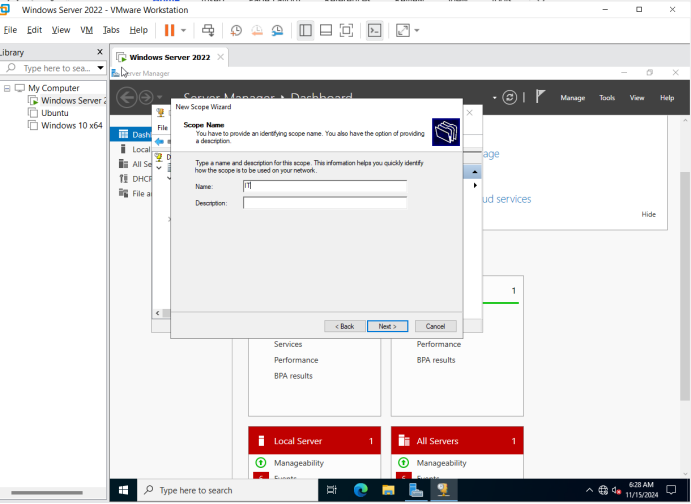 Windows Server 2022 - VMware Workstation
File Edit View VM Tabs Help
Library
Type here to sea...
My Computer
Windows Server 2
Ubuntu
Windows 10 x64
Windows Server 2022
Server Manager
Server Manager Dashboard
Manage Tools View Help
Dashb
Local
All Se
DHCP
File a
File
New Scope Wizard
Scope Name
You have to provide an identifying scope name. You also have the option of providing
a description.
Type a name and description for this scope. This information helps you quickly identify
how the scope is to be used on your network.
Name: IT
Description:
< Back Next > Cancel
age
ud services
Hide
1
Services
Performance
BPA results
Performance
BPA results
Local Server 1
Manageability
Events
All Servers 1
Manageability
Events
Type here to search
6:28 AM
11/15/2024